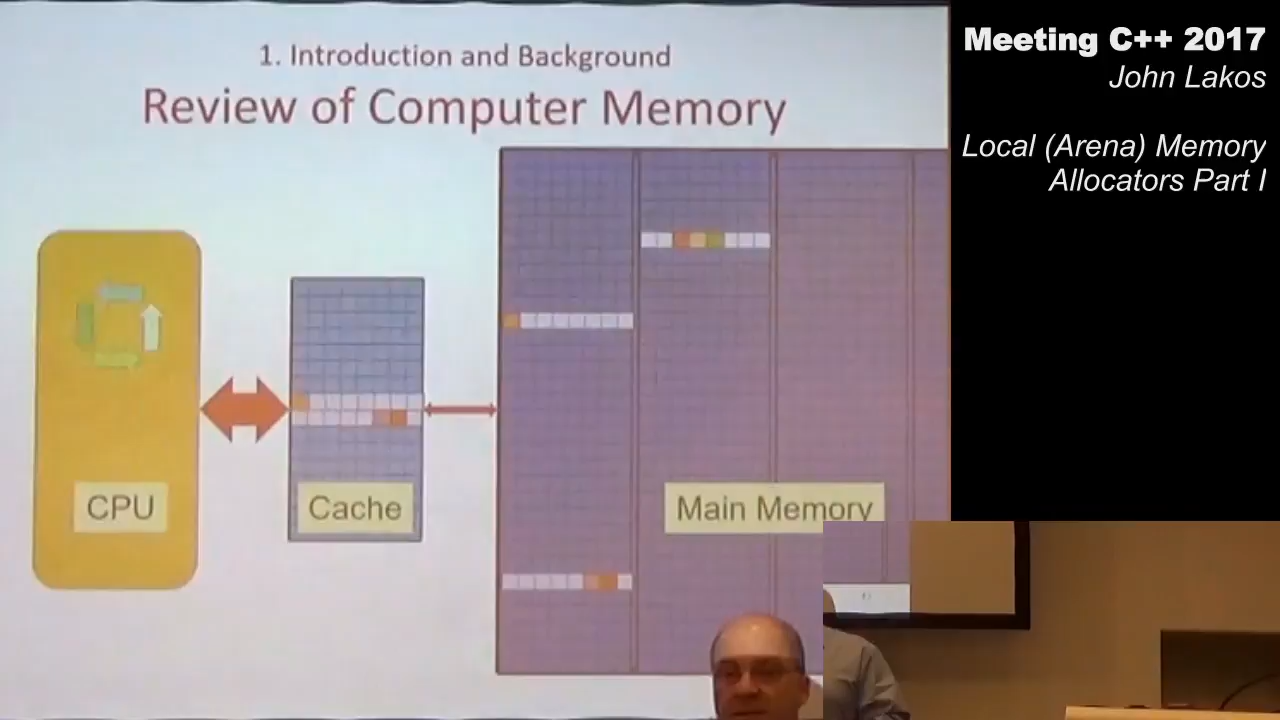 1. Introduction and Background
Review of Computer Memory
CPU
Cache
Main Memory
Meeting C++ 2017
John Lakos
Local (Arena) Memory
Allocators Part I